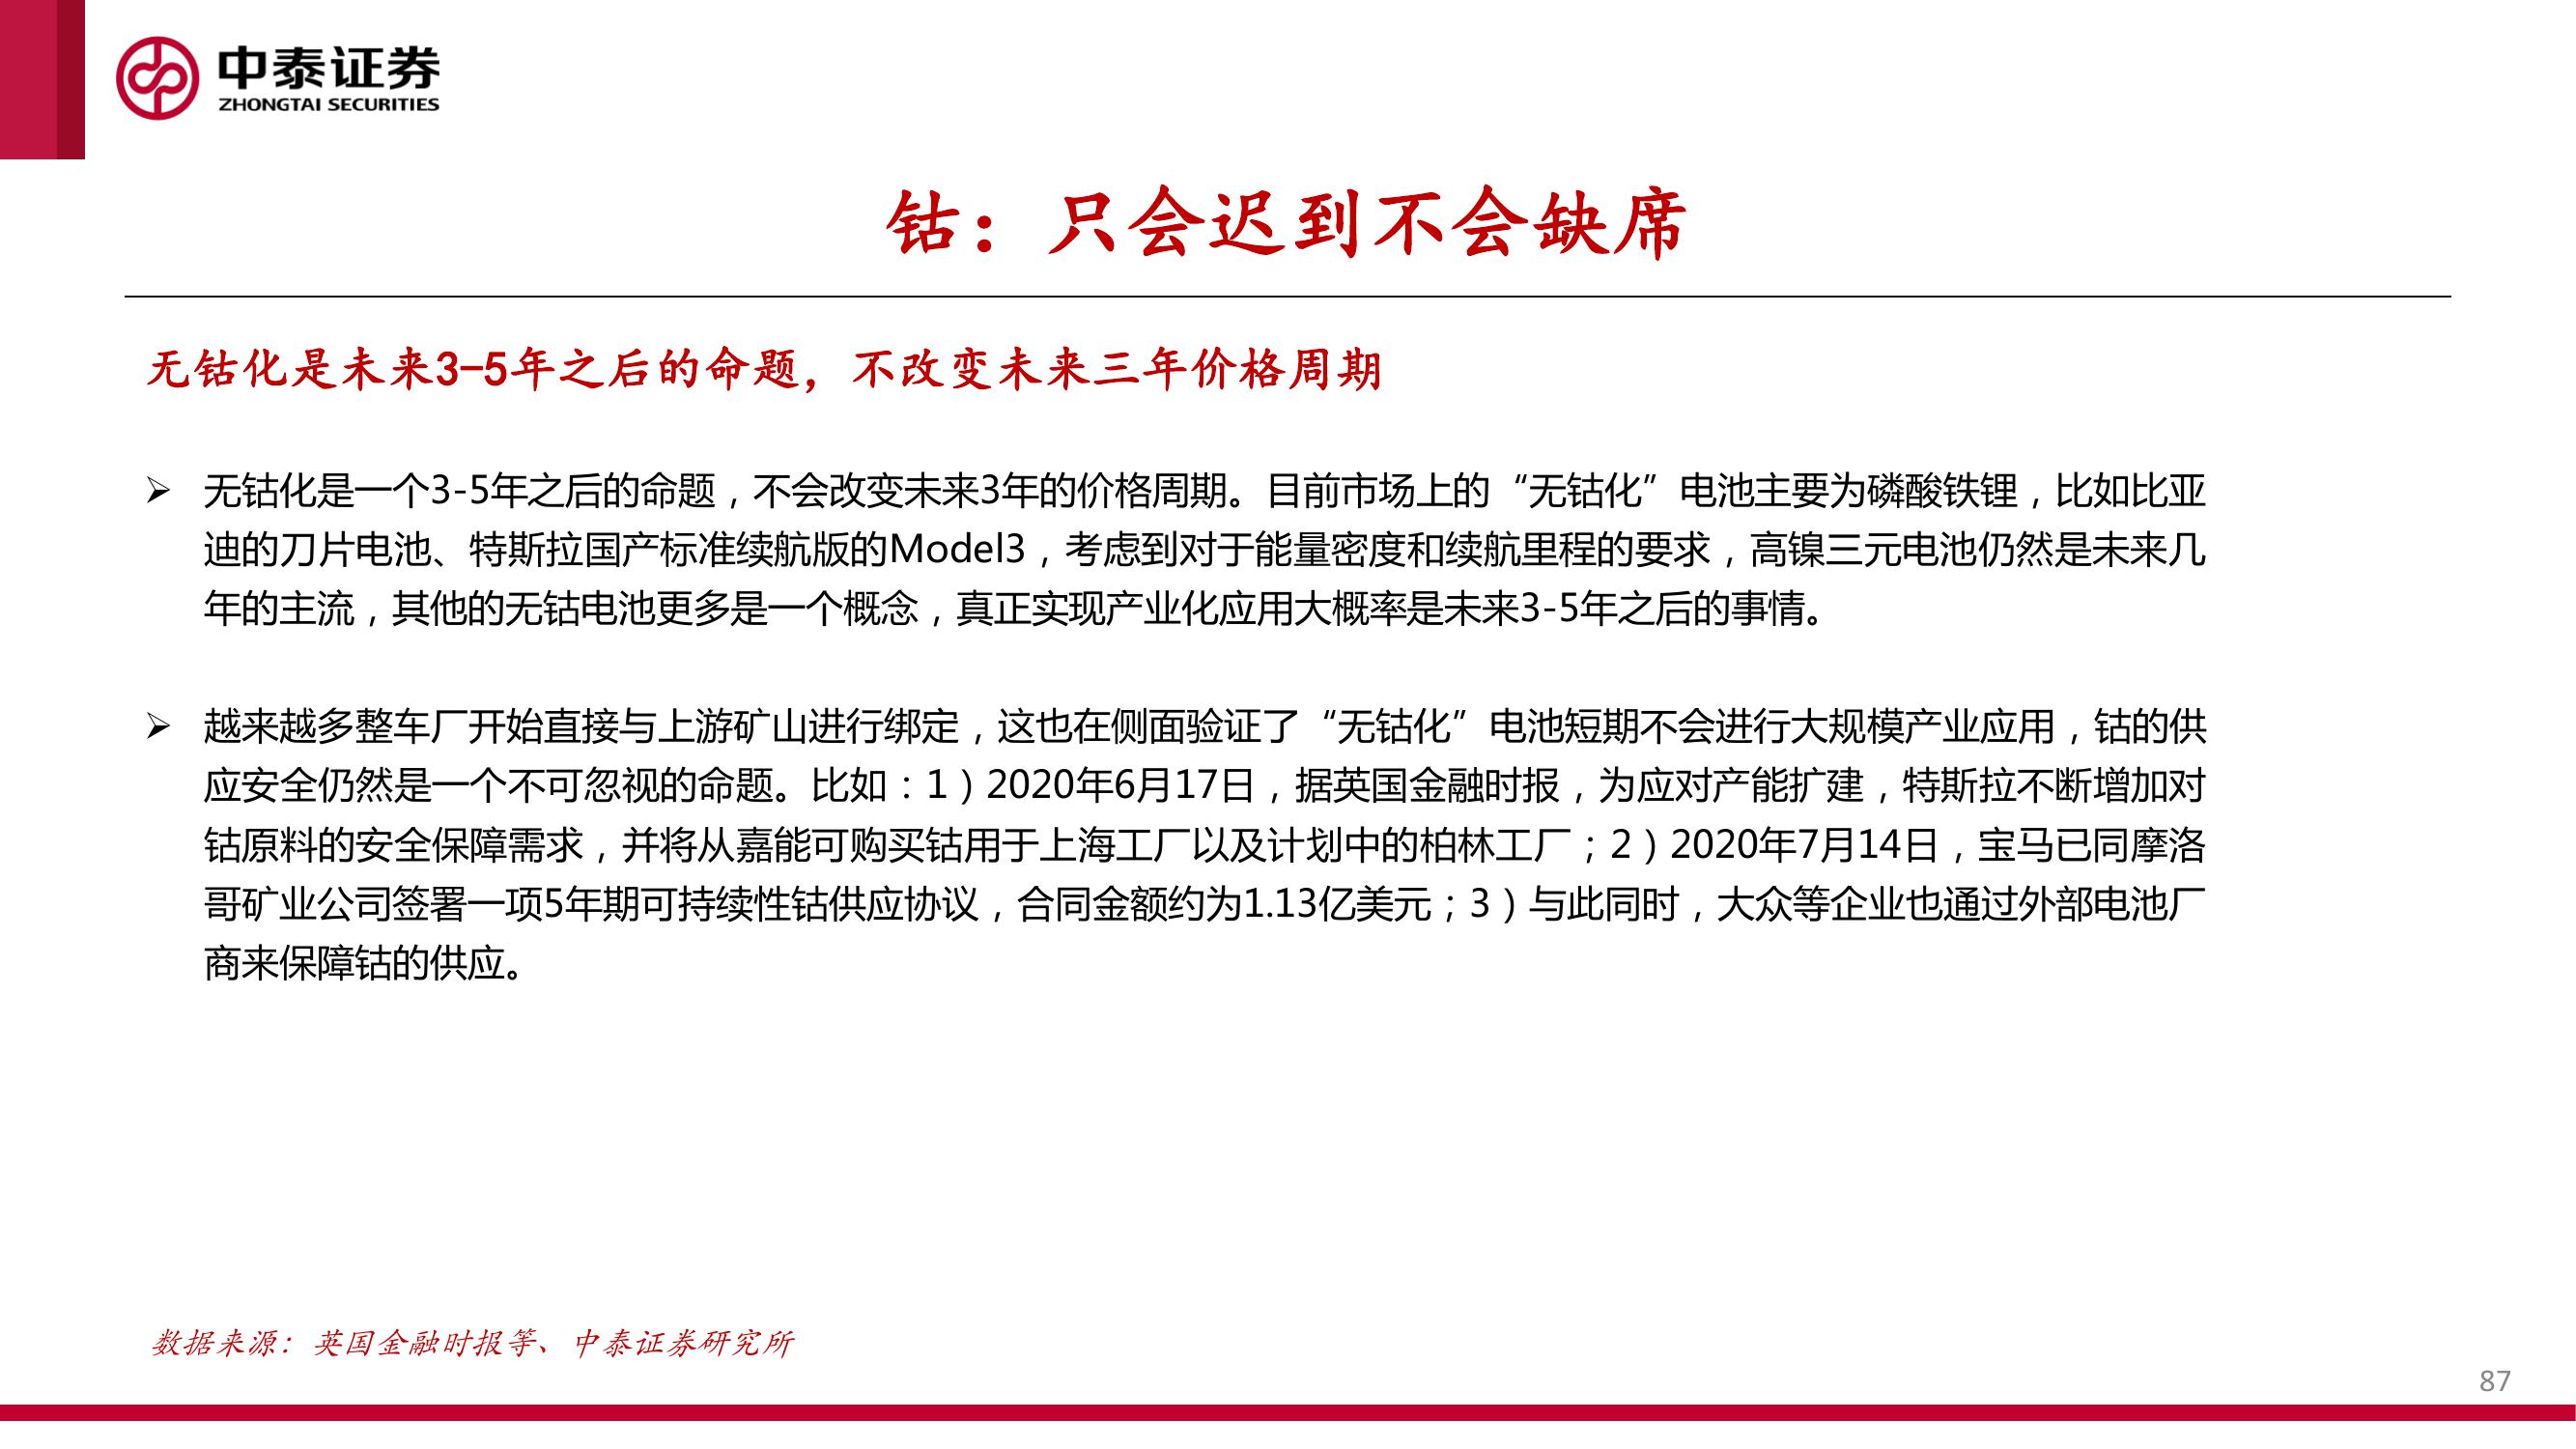 中泰证券
ZHONGTAI SECURITIES
钴：只会迟到不会缺席
无钴化是未来3-5年之后的命题，不改变未来三年价格周期
➢ 无钴化是一个3-5年之后的命题，不会改变未来3年的价格周期。目前市场上的“无钴化”电池主要为磷酸铁锂，比如比亚
迪的刀片电池、特斯拉国产标准续航版的Model3，考虑到对于能量密度和续航里程的要求，高镍三元电池仍然是未来几
年的主流，其他的无钴电池更多是一个概念，真正实现产业化应用大概率是未来3-5年之后的事情。
➢ 越来越多整车厂开始直接与上游矿山进行绑定，这也在侧面验证了“无钴化”电池短期不会进行大规模产业应用，钴的供
应安全仍然是一个不可忽视的命题。比如：1）2020年6月17日，据英国金融时报，为应对产能扩建，特斯拉不断增加对
钴原料的安全保障需求，并将从嘉能可购买钴用于上海工厂以及计划中的柏林工厂；2）2020年7月14日，宝马已同摩洛
哥矿业公司签署一项5年期可持续性钴供应协议，合同金额约为1.13亿美元；3）与此同时，大众等企业也通过外部电池厂
商来保障钴的供应。
数据来源：英国金融时报等、中泰证券研究所
87